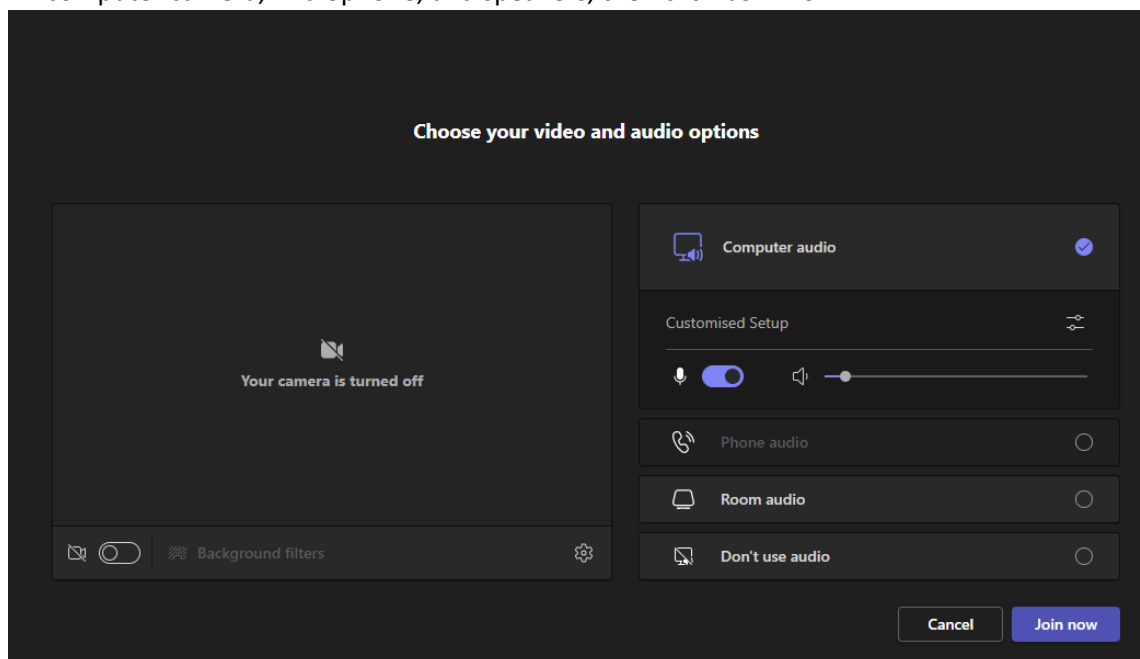 Choose your video and audio options
Computer audio
Customised Setup
Your camera is turned off
Phone audio
Room audio
Background filters
Don't use audio
Cancel
Join now